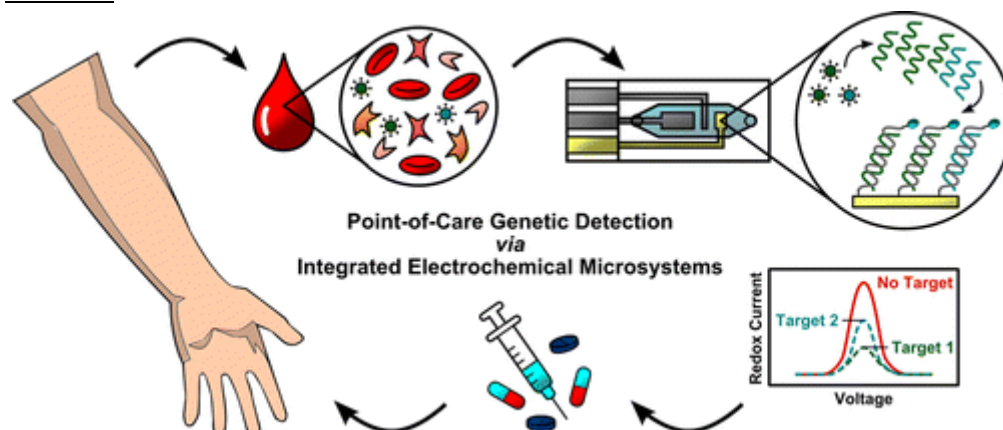 Point-of-Care Genetic Detection
via
Integrated Electrochemical Microsystems
Redox Current
No Target
Target 2
Target 1
Voltage